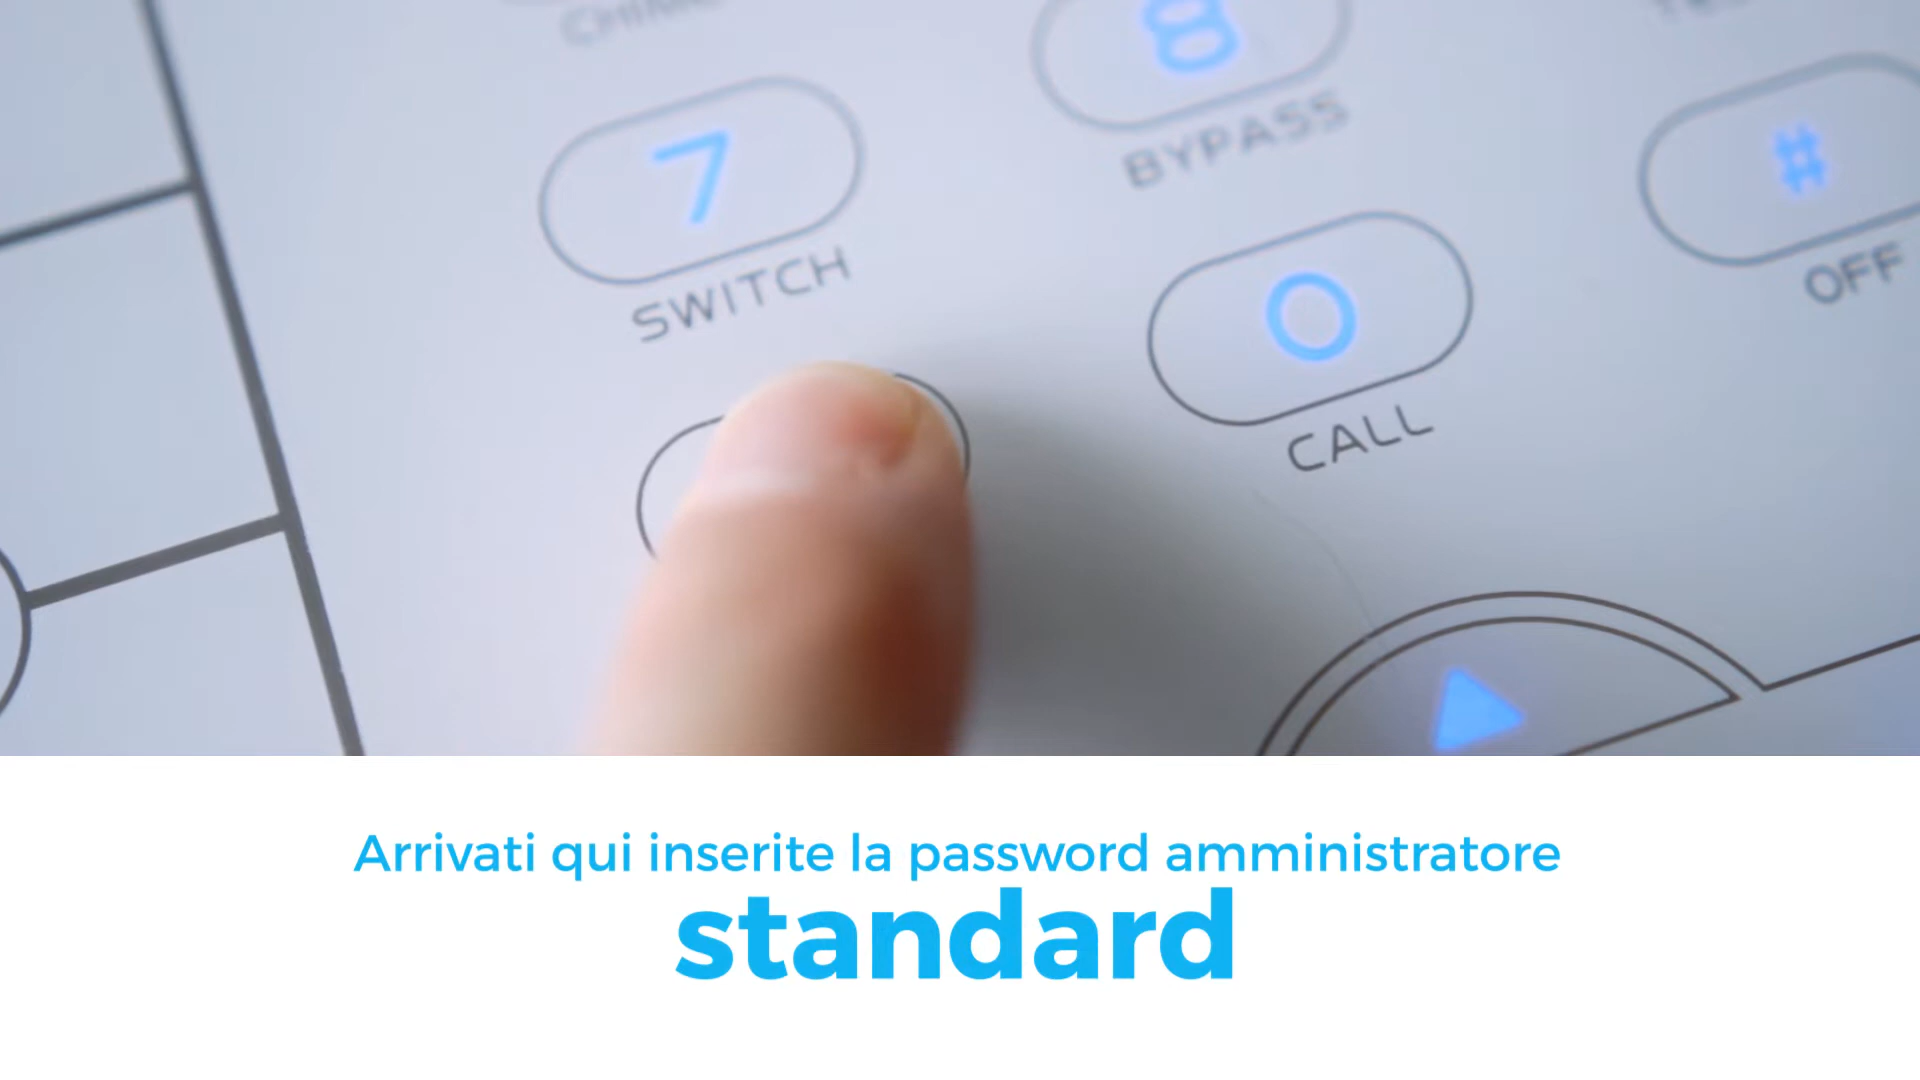 8
7
BYPASS
#
SWITCH
OFF
0
CALL
Arrivati qui inserite la password amministratore
standard